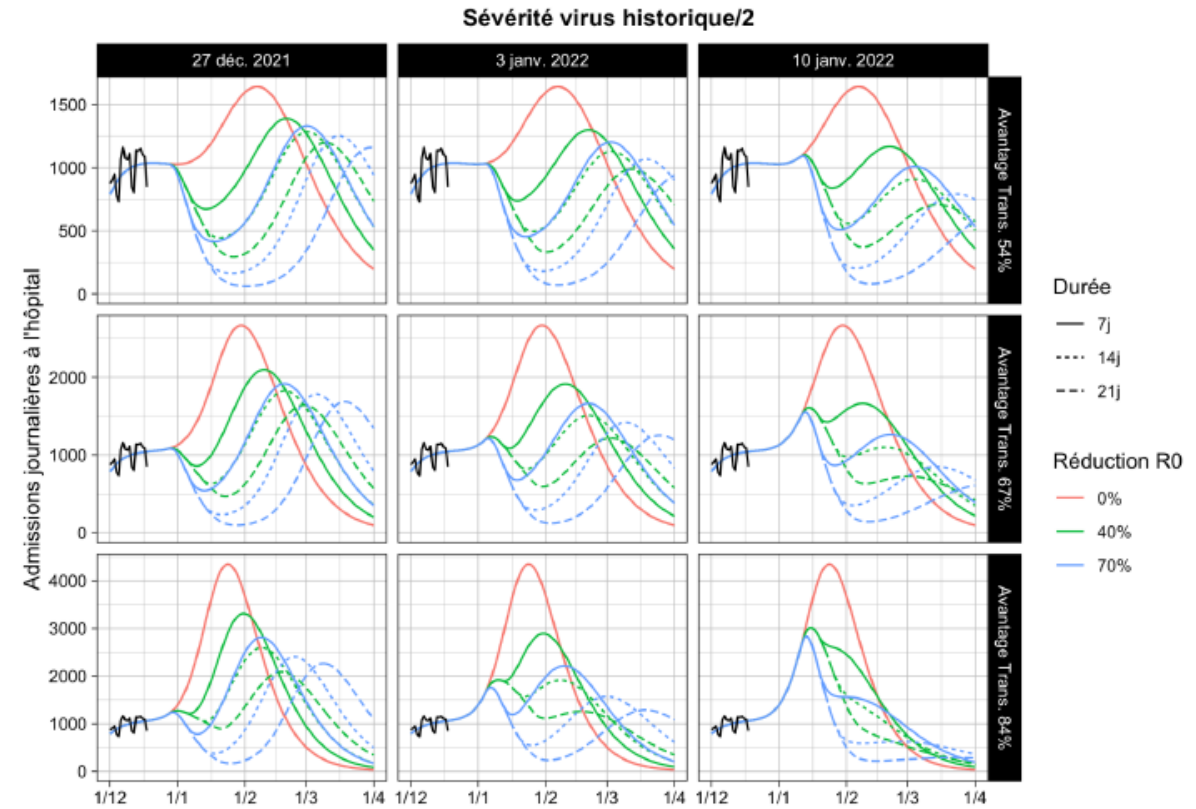 Sévérité virus historique/2
27 déc. 2021
3 janv. 2022
10 janv. 2022
Admissions journalières à l'hôpital
1500
1000
500
0
Avantage Trans. 54%
2000
1000
0
Avantage Trans. 67%
4000
3000
2000
1000
0
Avantage Trans. 84%
1/12 1/1 1/2 1/3 1/4
1/12 1/1 1/2 1/3 1/4
1/12 1/1 1/2 1/3 1/4
Durée
7j
14j
21j
Réduction R0
0%
40%
70%